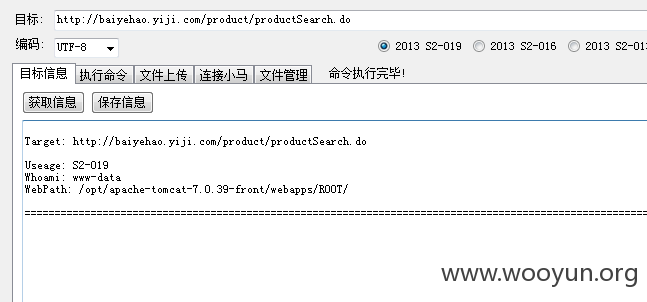 目标: http://baiyehao.yiji.com/product/productSearch.do
编码: UTF-8 2013 S2-019 2013 S2-016 2013 S2-013
目标信息 执行命令 文件上传 连接小马 文件管理 命令执行完毕!
获取信息 保存信息
Target: http://baiyehao.yiji.com/product/productSearch.do
Useage: S2-019
Whoami: www-data
WebPath: /opt/apache-tomcat-7.0.39-front/webapps/ROOT/
www.wooyun.org